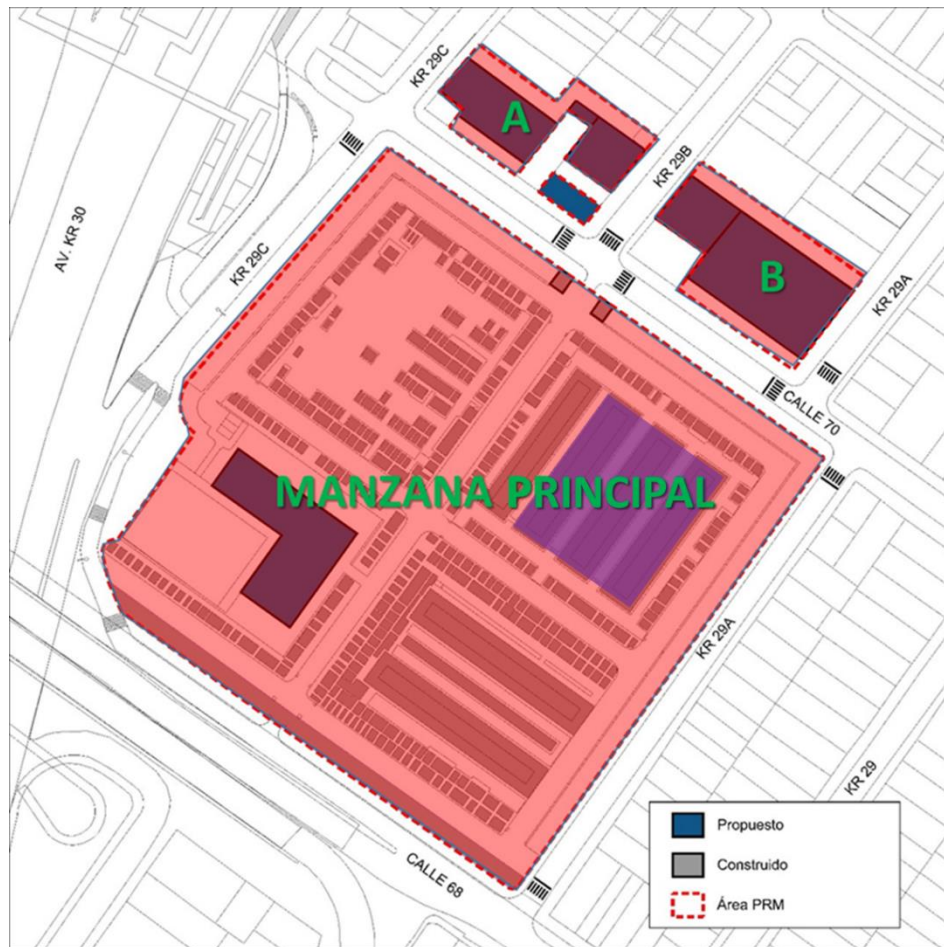 KR 29C
A
KR 29B
AV. KR 30
KR 29C
B
KR 29A
CALLE 70
MANZANA PRINCIPAL
KR 29A
KR 29
CALLE 68
Propuesto
Construido
Área PRM